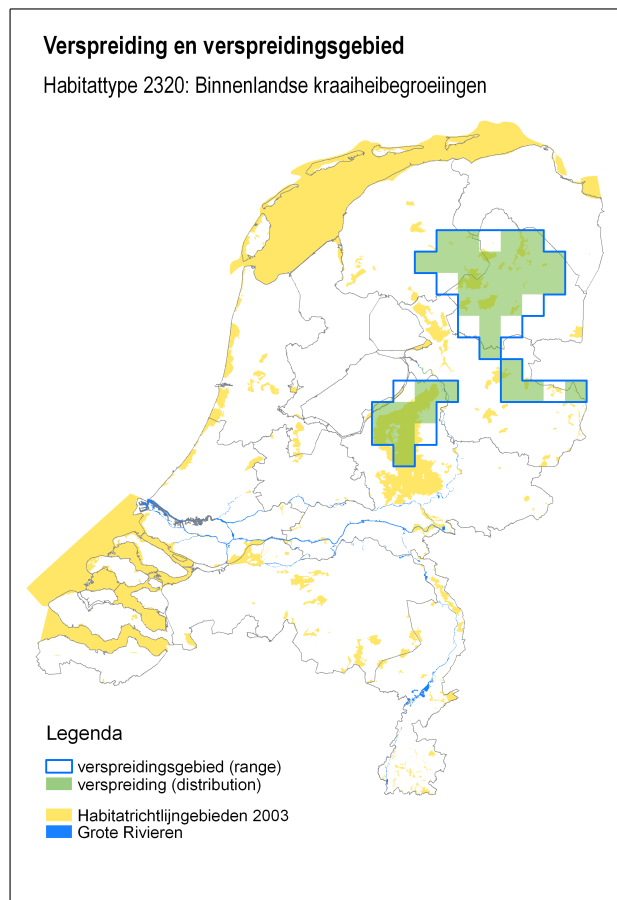 Verspreiding en verspreidingsgebied
Habitattype 2320: Binnenlandse kraaiheibegroeiingen
Legenda
verspreidingsgebied (range)
verspreiding (distribution)
Habitatrichtlijngebieden 2003
Grote Rivieren